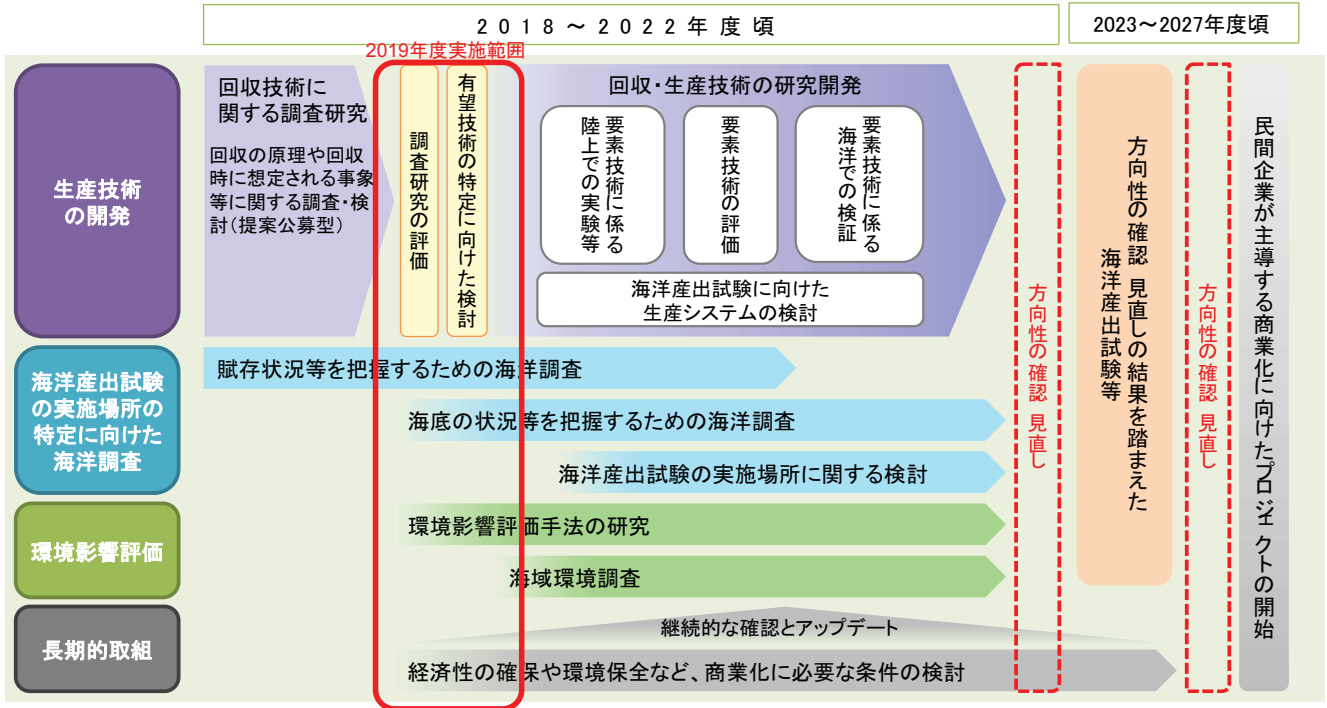 2018～2022年度頃
2023～2027年度頃
2019年度実施範囲
生産技術
の開発
回収技術に
関する調査研究
回収の原理や回収
時に想定される事象
等に関する調査・検
討(提案公募型)
調査研究の評価
有望技術の特定に向けた検討
回収・生産技術の研究開発
要素技術に係る
陸上での実験等
要素技術の評価
要素技術に係る
海洋での検証
海洋産出試験に向けた
生産システムの検討
方向性の確認 見直し
方向性の確認 見直しの結果を踏まえた
海洋産出試験等
方向性の確認 見直し
民間企業が主導する商業化に向けたプロジェクトの開始
海洋産出試験
の実施場所の
特定に向けた
海洋調査
賦存状況等を把握するための海洋調査
海底の状況等を把握するための海洋調査
海洋産出試験の実施場所に関する検討
環境影響評価
環境影響評価手法の研究
海域環境調査
長期的取組
継続的な確認とアップデート
経済性の確保や環境保全など、商業化に必要な条件の検討